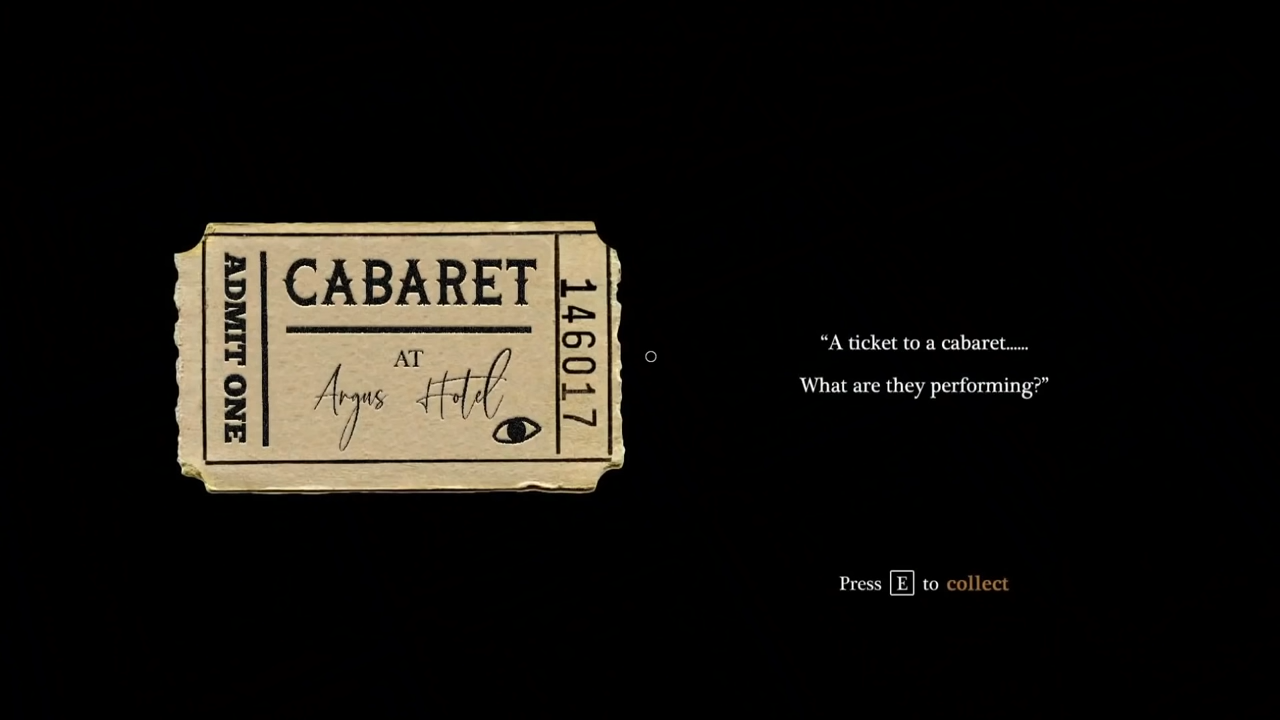 ADMIT ONE
CABARET
AT
Argus Hotel
146017
“A ticket to a cabaret......
What are they performing?”
Press E to collect